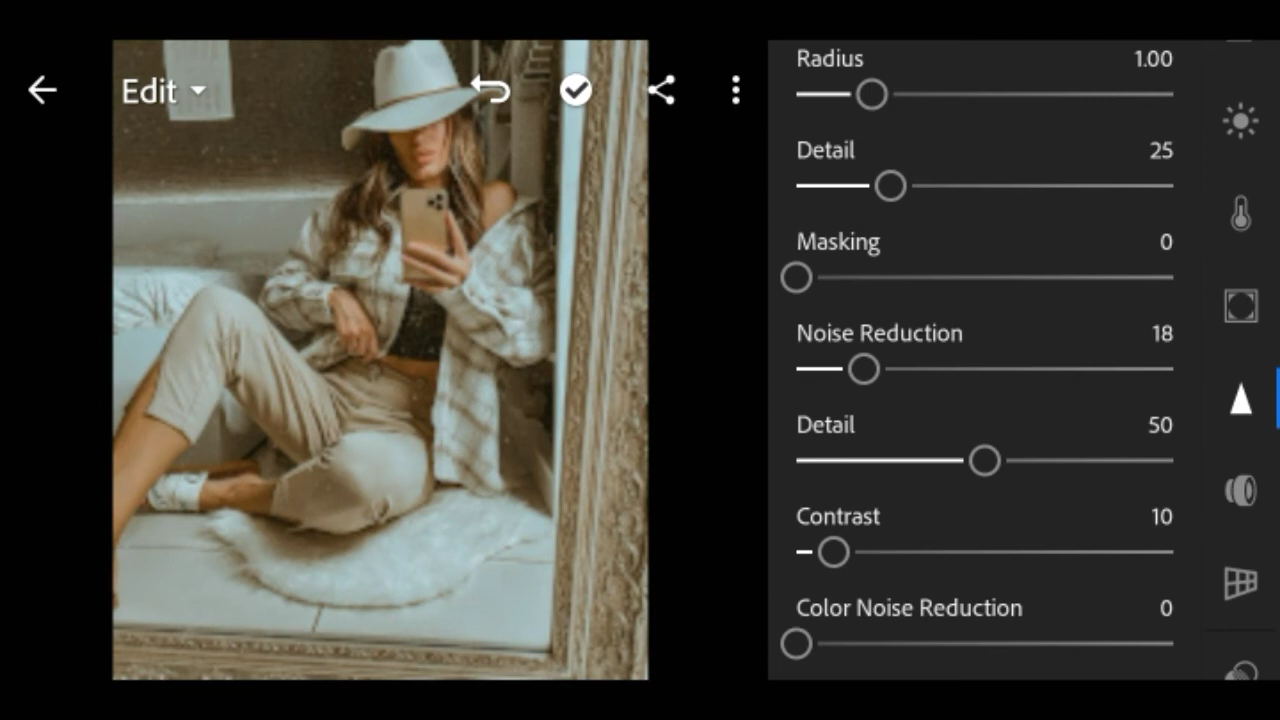 Edit
Radius 1.00
Detail 25
Masking 0
Noise Reduction 18
Detail 50
Contrast 10
Color Noise Reduction 0